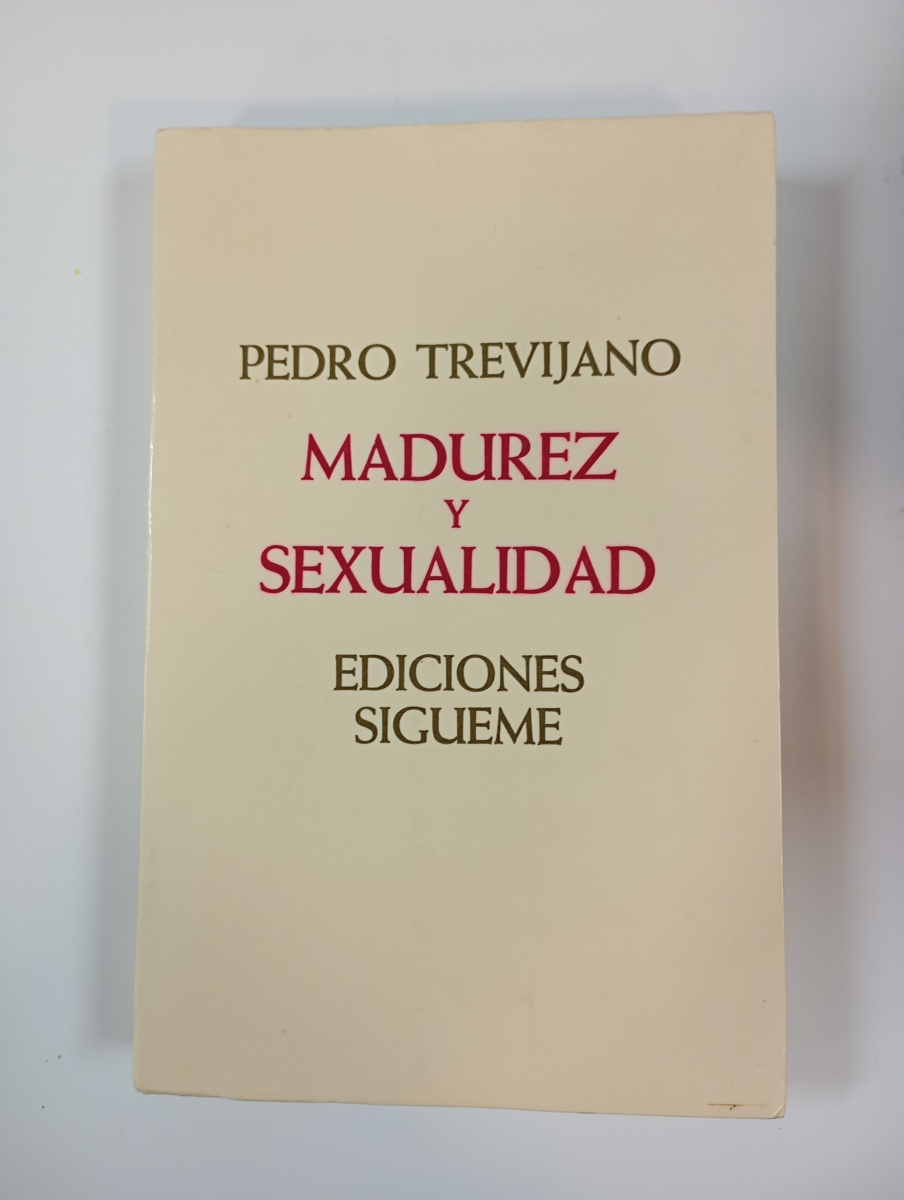 PEDRO TREVIJANO
MADUREZ
Y
SEXUALIDAD
EDICIONES
SIGUEME